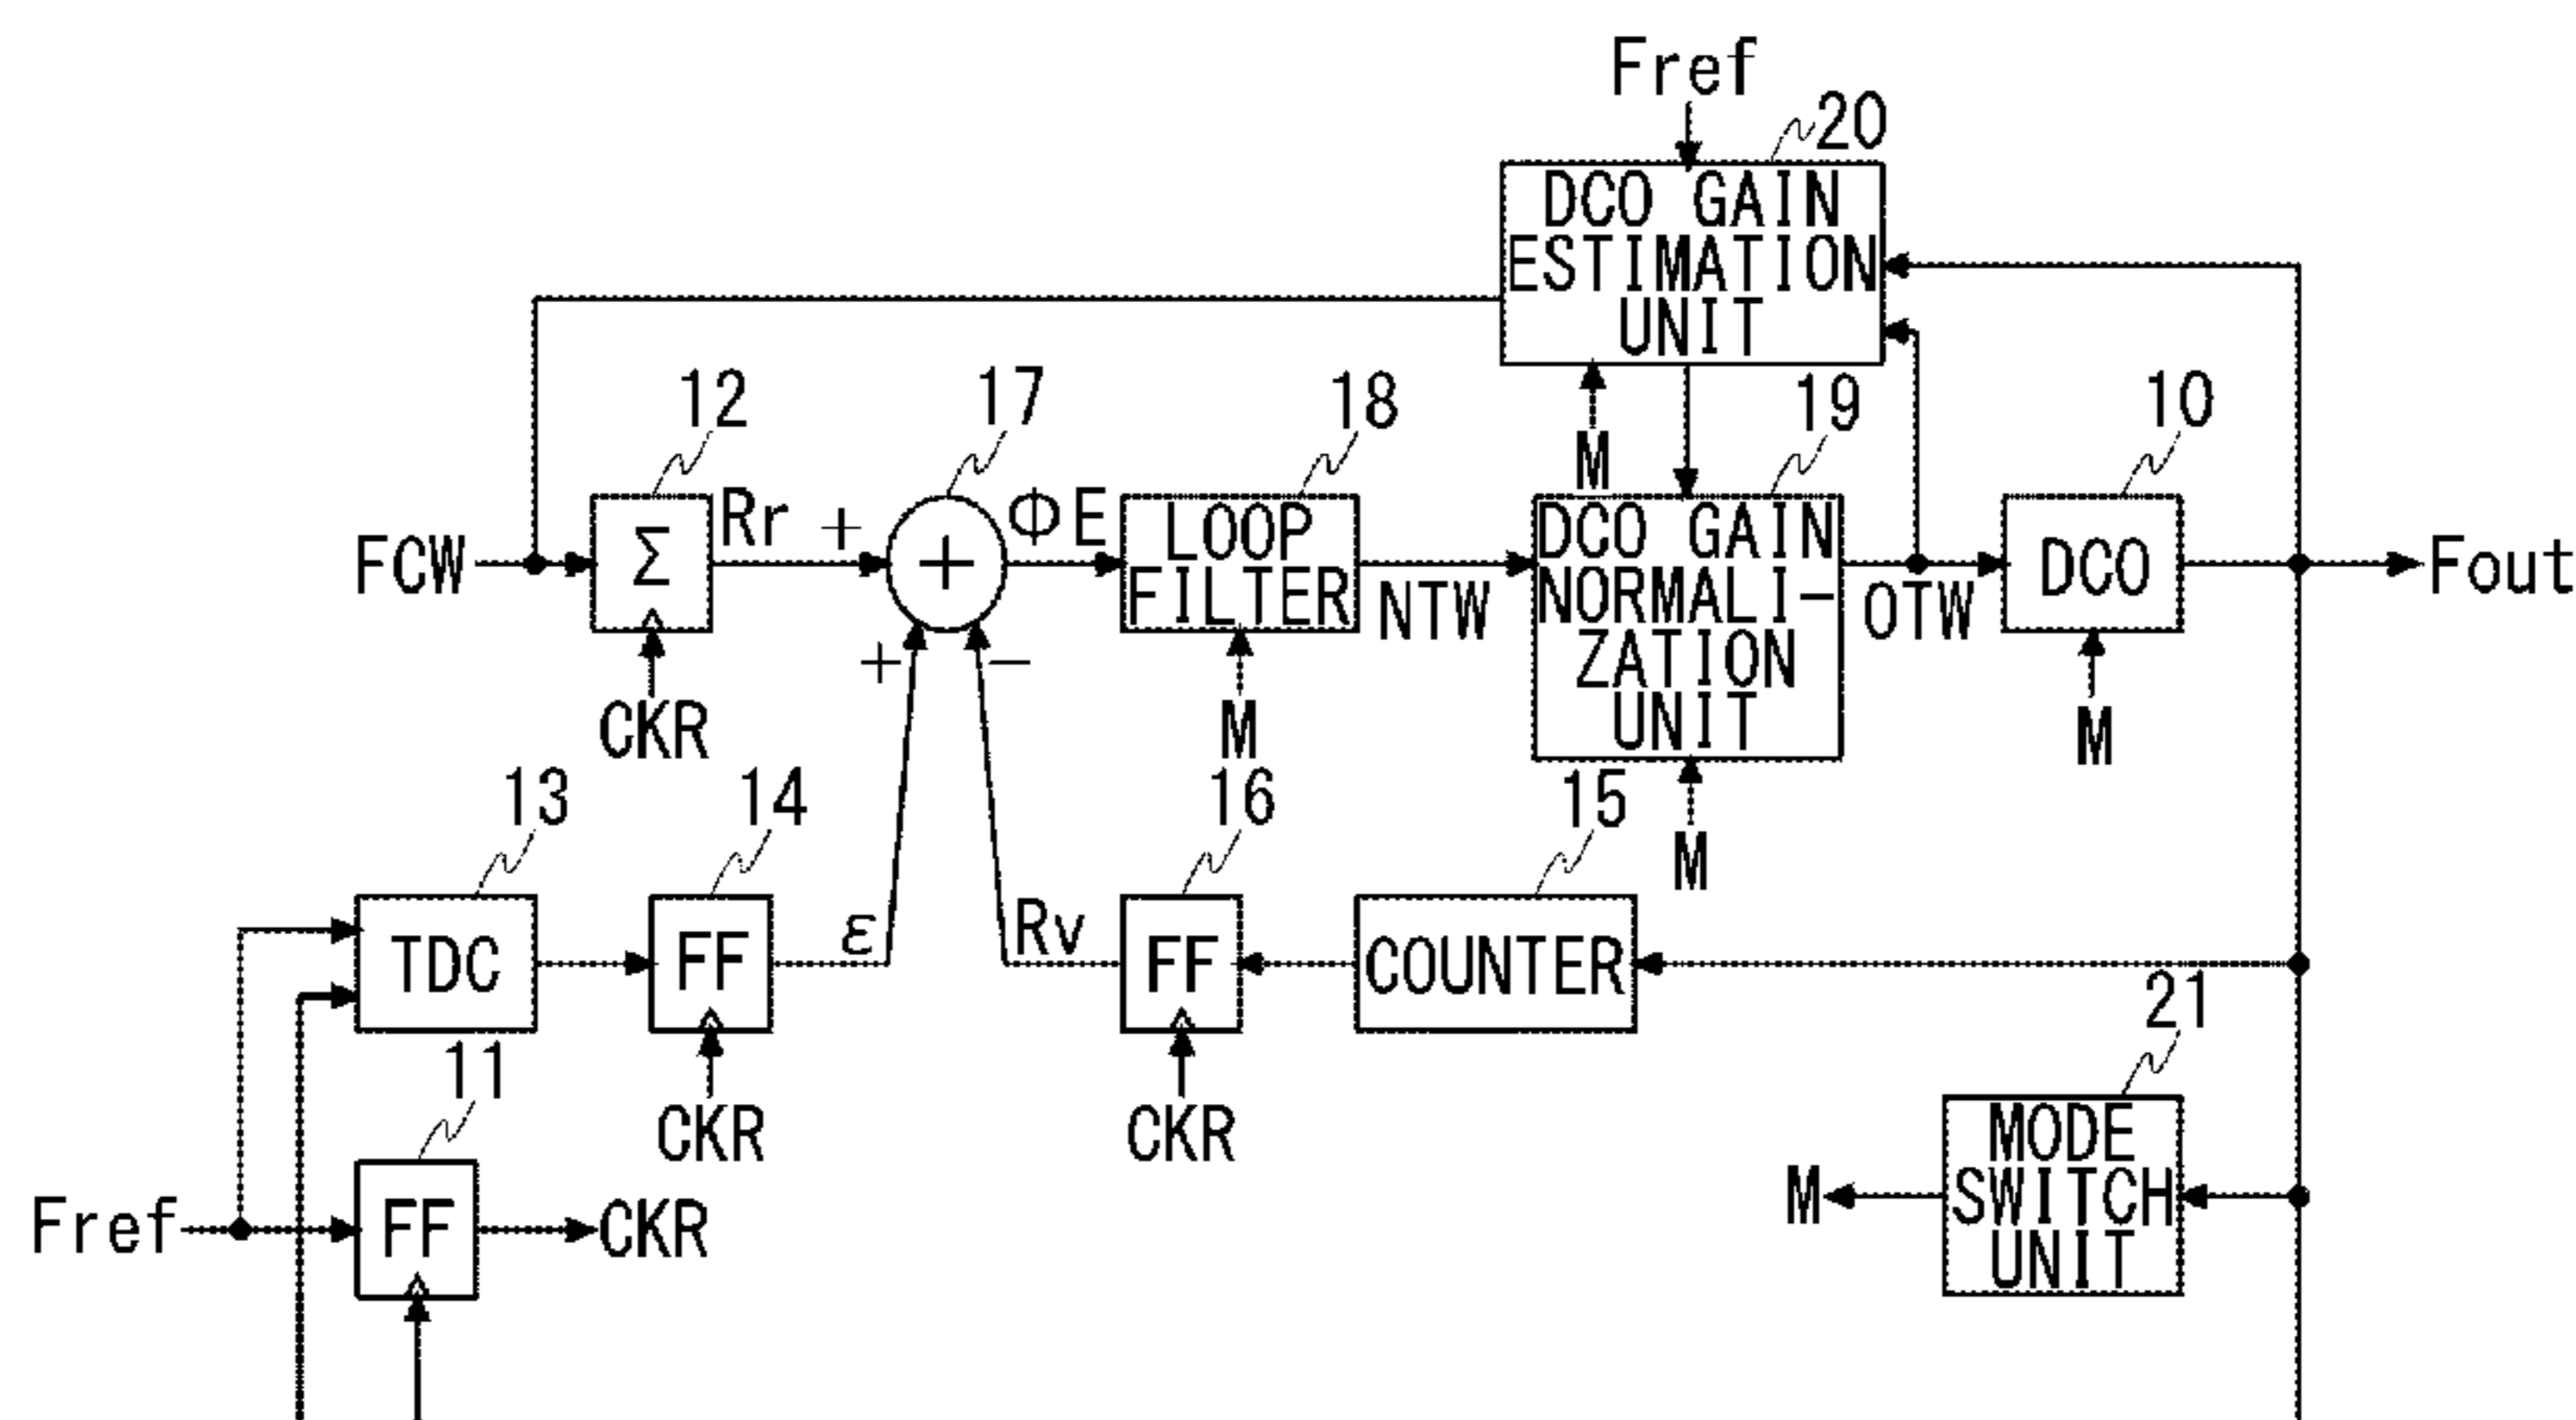 Fref
20
DCO GAIN
ESTIMATION
UNIT
12
17
18
M
19
10
FCW
Σ
Rr
+
+
ΦE
LOOP
FILTER
NTW
DCO GAIN
NORMALI-
ZATION
UNIT
OTW
DCO
Fout
CKR
+
−
M
M
M
13
14
16
15
TDC
FF
ε
Rv
FF
COUNTER
11
CKR
CKR
21
Fref
FF
CKR
M
MODE
SWITCH
UNIT